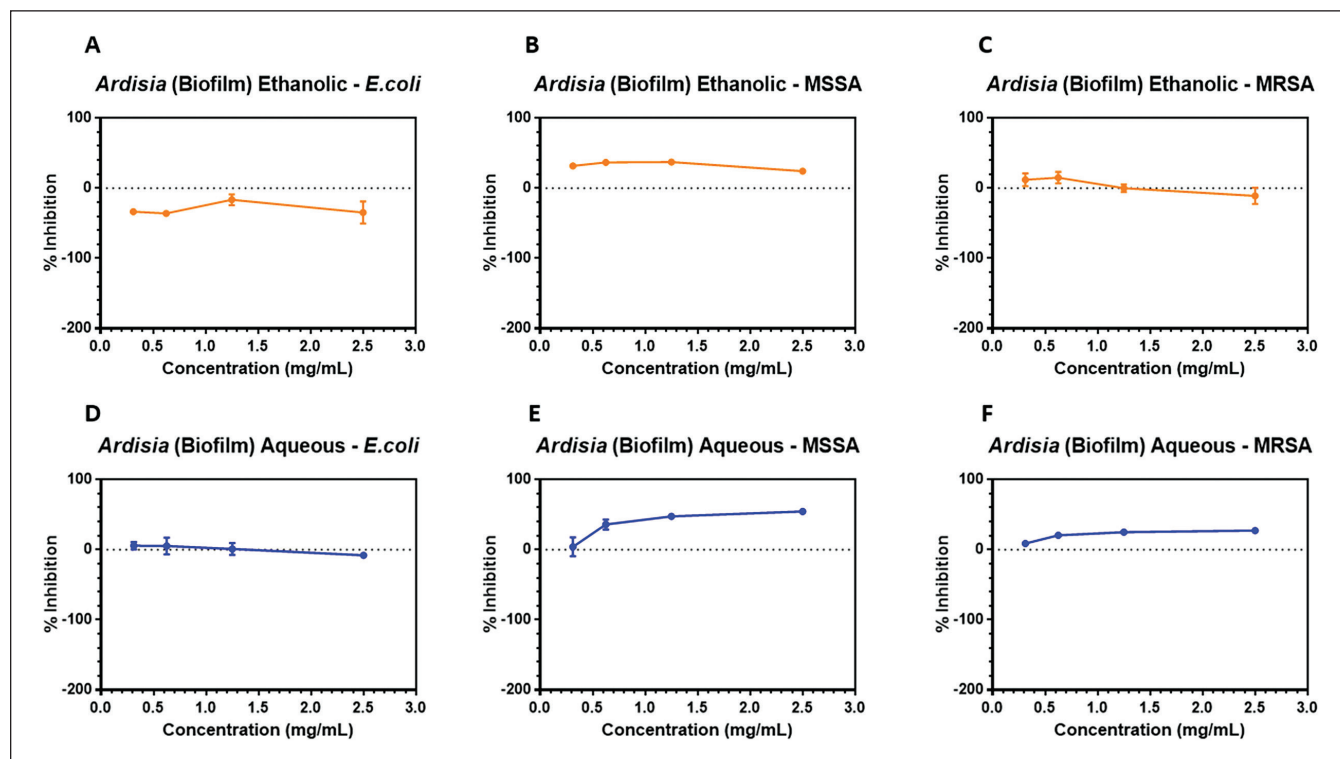 A
Ardisia (Biofilm) Ethanolic - E.coli
% Inhibition
100
0
-100
-200
0.0 0.5 1.0 1.5 2.0 2.5 3.0
Concentration (mg/mL)
B
Ardisia (Biofilm) Ethanolic - MSSA
% Inhibition
100
0
-100
-200
0.0 0.5 1.0 1.5 2.0 2.5 3.0
Concentration (mg/mL)
C
Ardisia (Biofilm) Ethanolic - MRSA
% Inhibition
100
0
-100
-200
0.0 0.5 1.0 1.5 2.0 2.5 3.0
Concentration (mg/mL)
D
Ardisia (Biofilm) Aqueous - E.coli
% Inhibition
100
0
-100
-200
0.0 0.5 1.0 1.5 2.0 2.5 3.0
Concentration (mg/mL)
E
Ardisia (Biofilm) Aqueous - MSSA
% Inhibition
100
0
-100
-200
0.0 0.5 1.0 1.5 2.0 2.5 3.0
Concentration (mg/mL)
F
Ardisia (Biofilm) Aqueous - MRSA
% Inhibition
100
0
-100
-200
0.0 0.5 1.0 1.5 2.0 2.5 3.0
Concentration (mg/mL)